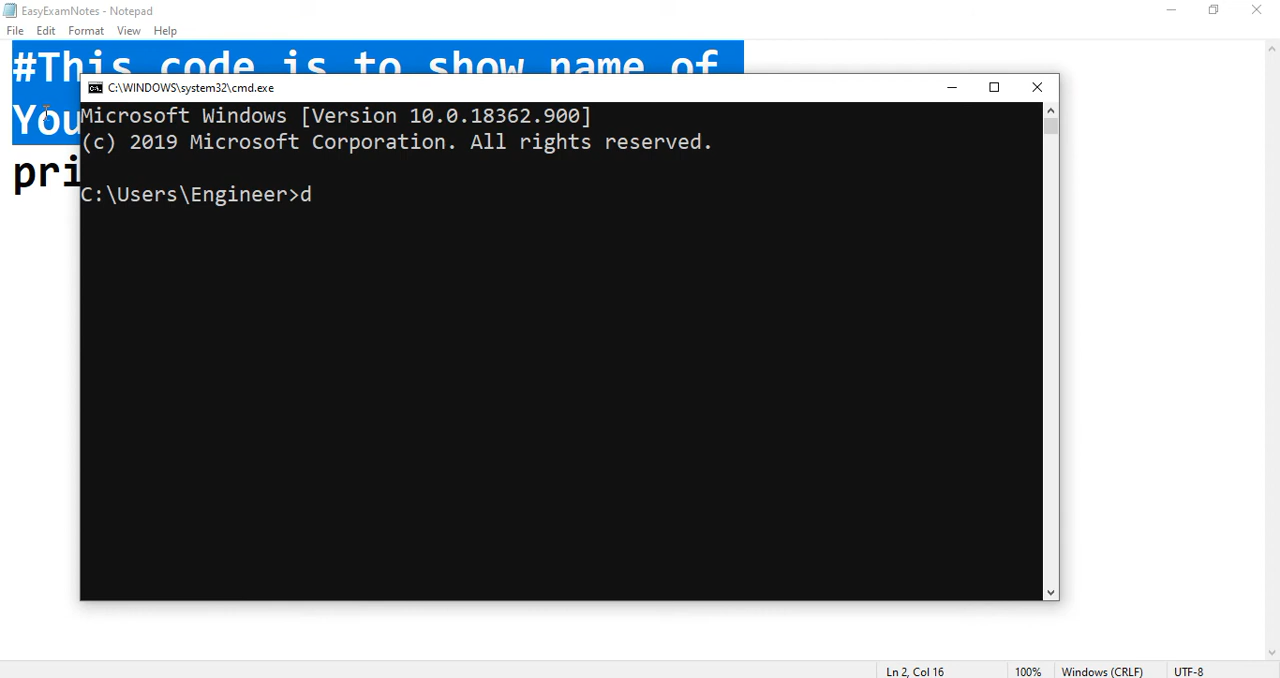 EasyExamNotes - Notepad
File Edit Format View Help
#This code is to show name of
You
pri
C:\WINDOWS\system32\cmd.exe
Microsoft Windows [Version 10.0.18362.900]
(c) 2019 Microsoft Corporation. All rights reserved.
C:\Users\Engineer>d
Ln 2, Col 16 100% Windows (CRLF) UTF-8